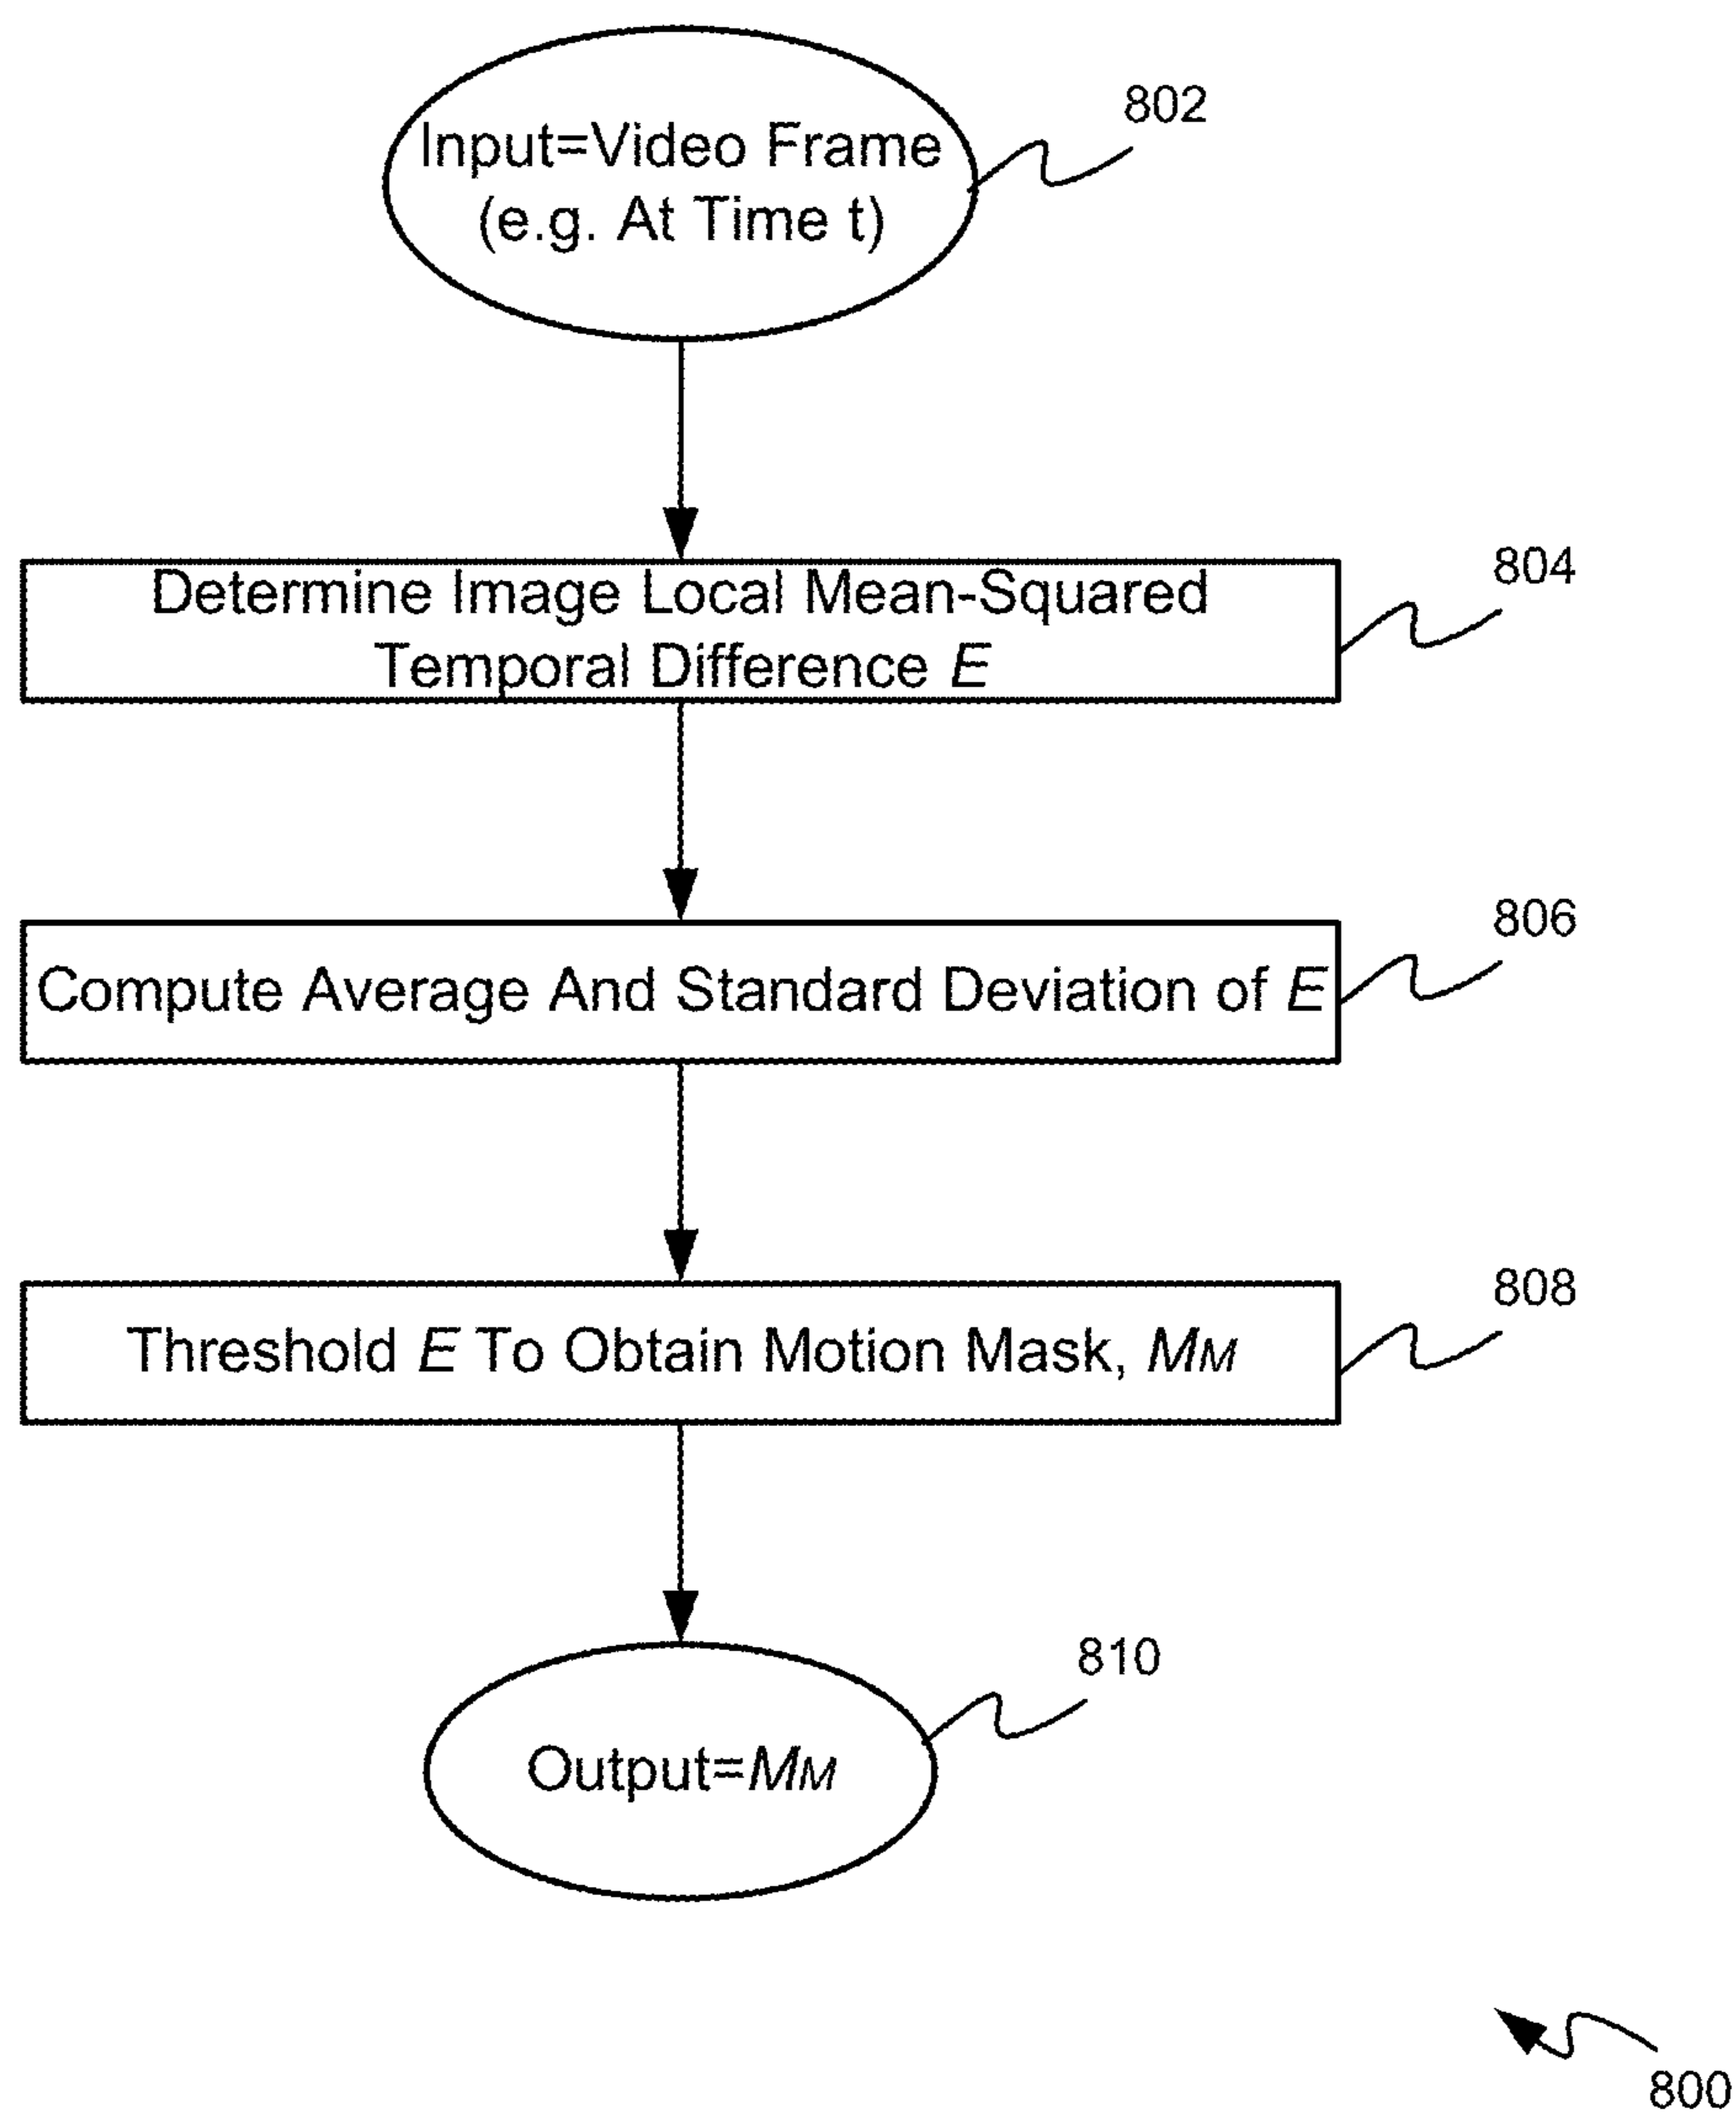 Input=Video Frame
(e.g. At Time t)
802
Determine Image Local Mean-Squared
Temporal Difference E
804
Compute Average And Standard Deviation of E
806
Threshold E To Obtain Motion Mask, MM
808
Output=MM
810
800